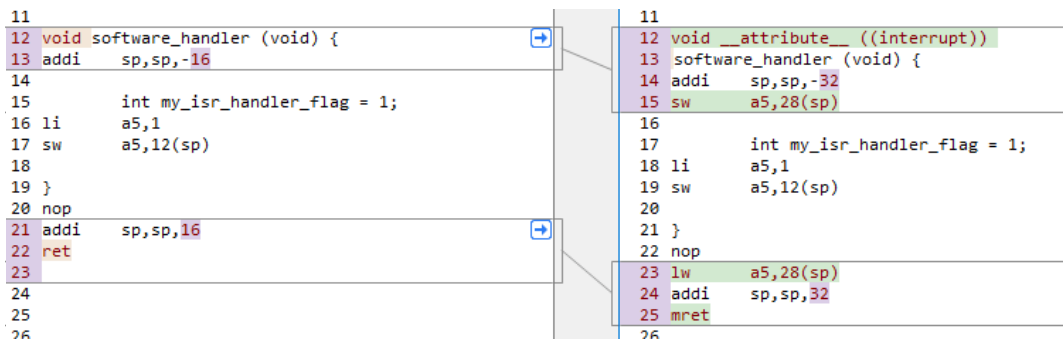 11
12 void software_handler (void) {
13 addi sp,sp,-16
14
15 int my_isr_handler_flag = 1;
16 li a5,1
17 sw a5,12(sp)
18
19 }
20 nop
21 addi sp,sp,16
22 ret
23
24
25
26
11
12 void __attribute__ ((interrupt))
13 software_handler (void) {
14 addi sp,sp,-32
15 sw a5,28(sp)
16
17 int my_isr_handler_flag = 1;
18 li a5,1
19 sw a5,12(sp)
20
21 }
22 nop
23 lw a5,28(sp)
24 addi sp,sp,32
25 mret
26